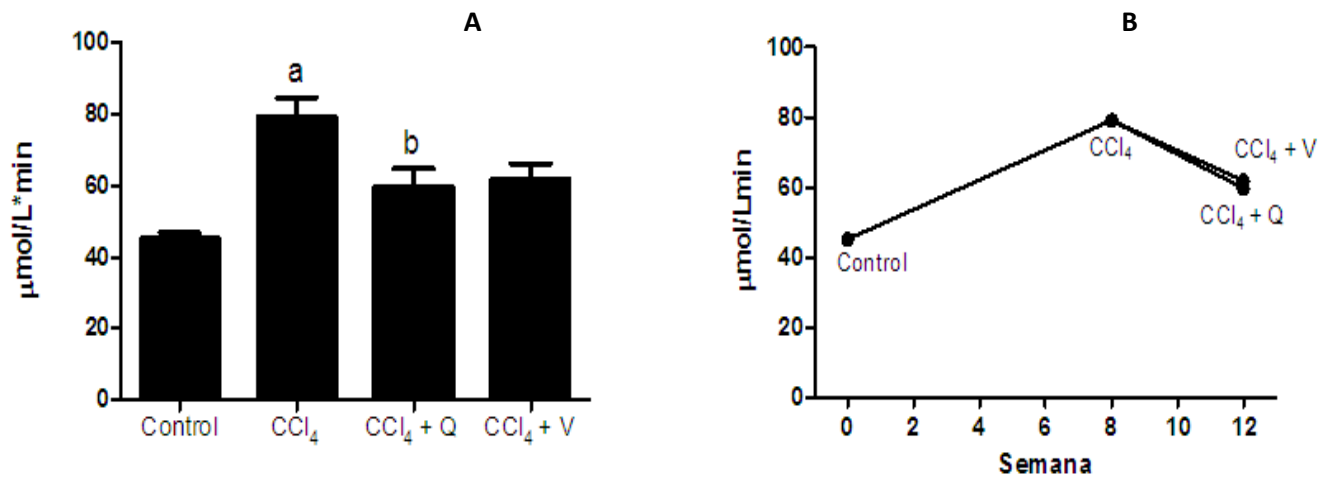 A
100
80
60
40
20
0
µmol/L*min
a
b
Control
CCl₄
CCl₄ + Q
CCl₄ + V
B
100
80
60
40
20
0
µmol/Lmin
Control
CCl₄
CCl₄ + V
CCl₄ + Q
0 2 4 6 8 10 12
Semana